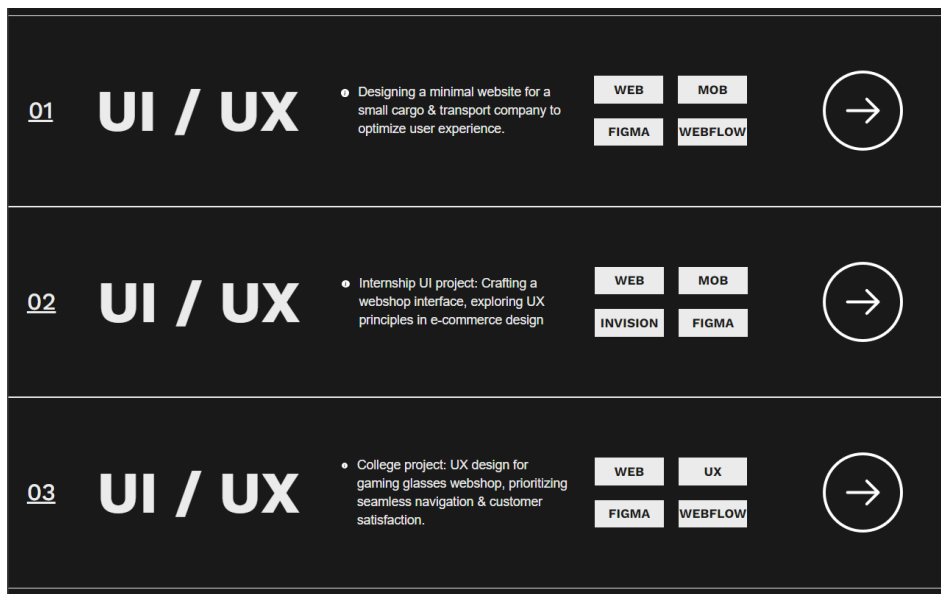 01
UI / UX
Designing a minimal website for a
small cargo & transport company to
optimize user experience.
WEB
MOB
FIGMA
WEBFLOW
02
UI / UX
Internship UI project: Crafting a
webshop interface, exploring UX
principles in e-commerce design
WEB
MOB
INVISION
FIGMA
03
UI / UX
College project: UX design for
gaming glasses webshop, prioritizing
seamless navigation & customer
satisfaction.
WEB
UX
FIGMA
WEBFLOW